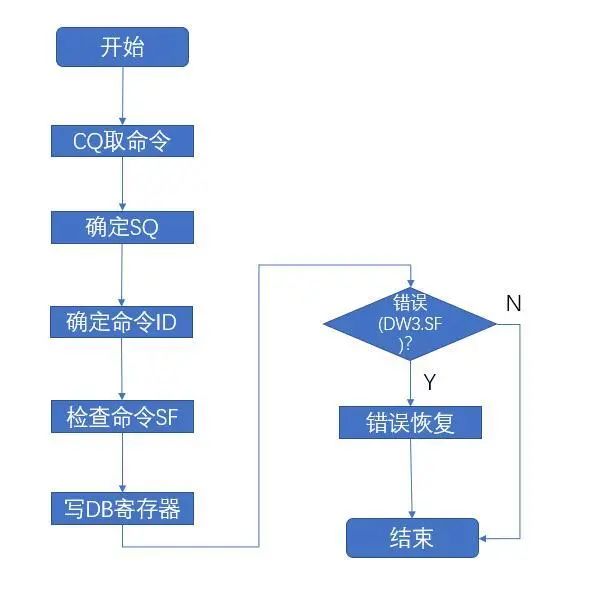 开始
CQ取命令
确定SQ
确定命令ID
检查命令SF
写DB寄存器
错误
(DW3.SF
)?
N
Y
错误恢复
结束